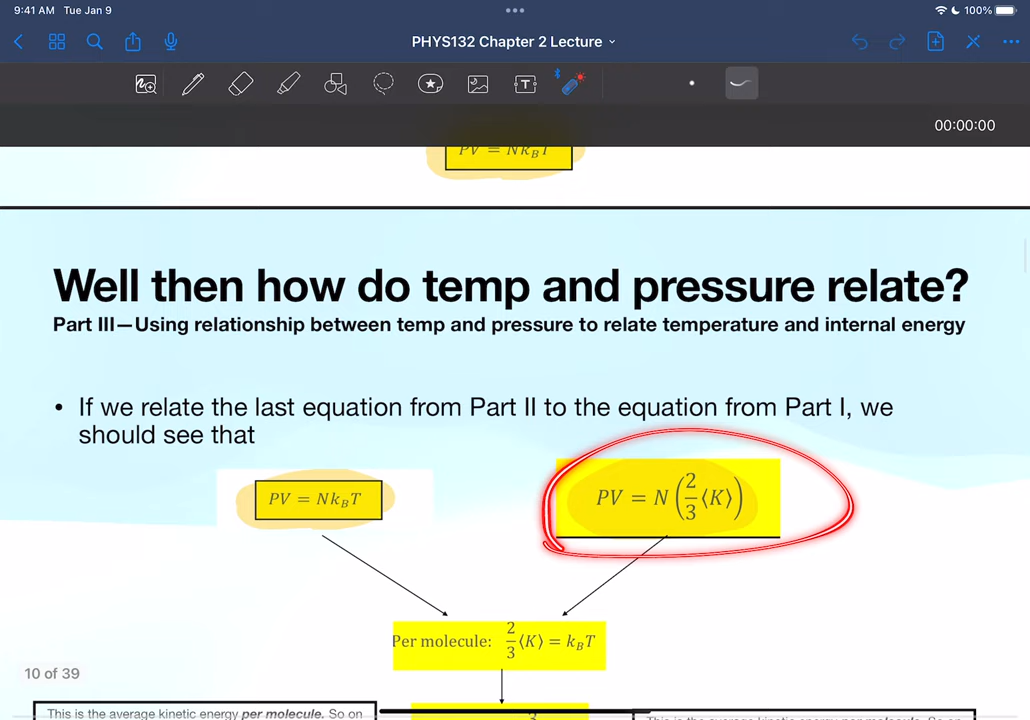 9:41 AM Tue Jan 9
100%
PHYS132 Chapter 2 Lecture
00:00:00
PV = Nk_BT
Well then how do temp and pressure relate?
Part III—Using relationship between temp and pressure to relate temperature and internal energy
• If we relate the last equation from Part II to the equation from Part I, we
should see that
PV = Nk_BT
PV = N(2/3⟨K⟩)
Per molecule: 2/3⟨K⟩ = k_BT
10 of 39
This is the average kinetic energy per molecule. So on